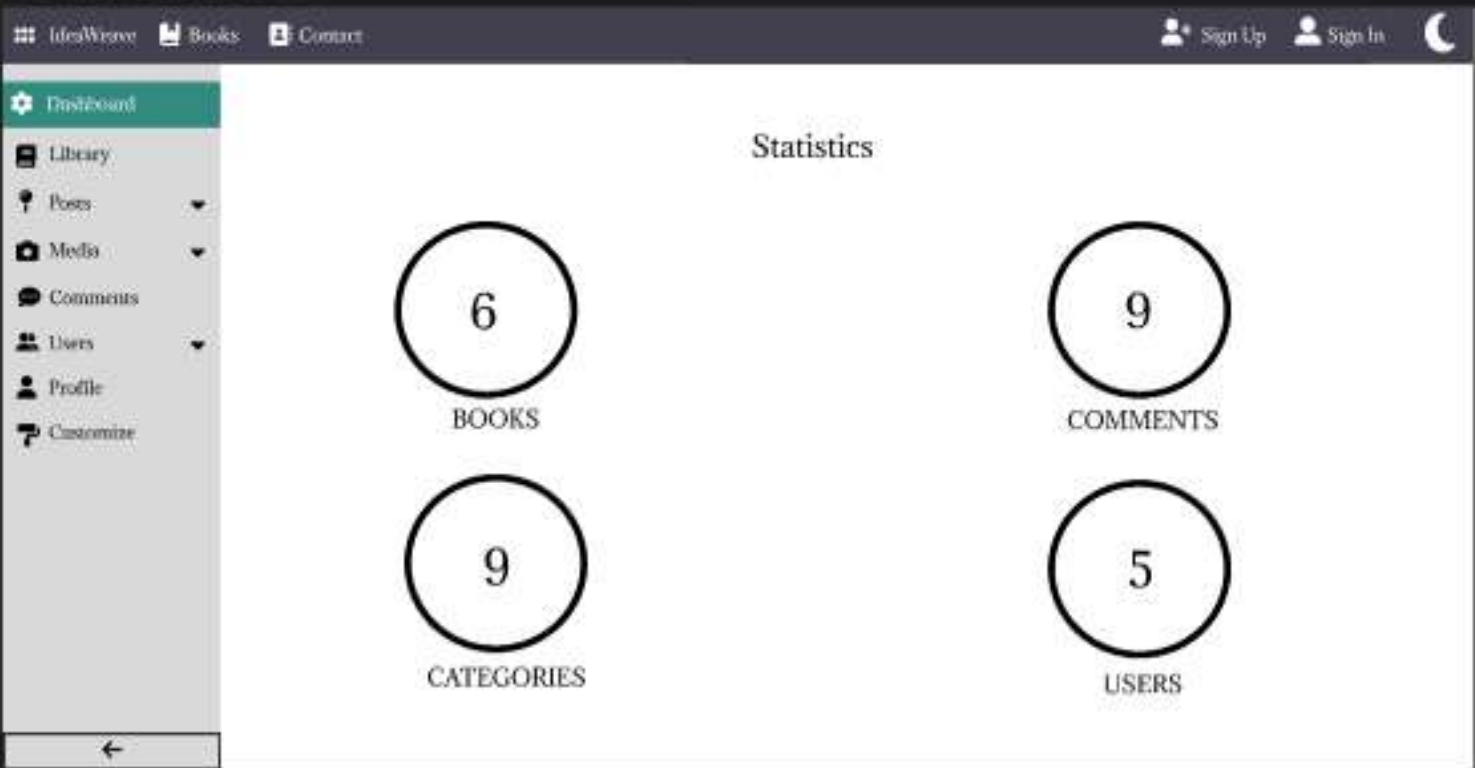 IdeaWeave Books Contact Sign Up Sign In
Dashboard
Library
Posts
Media
Comments
Users
Profile
Customize
Statistics
6 9
BOOKS COMMENTS
9 5
CATEGORIES USERS